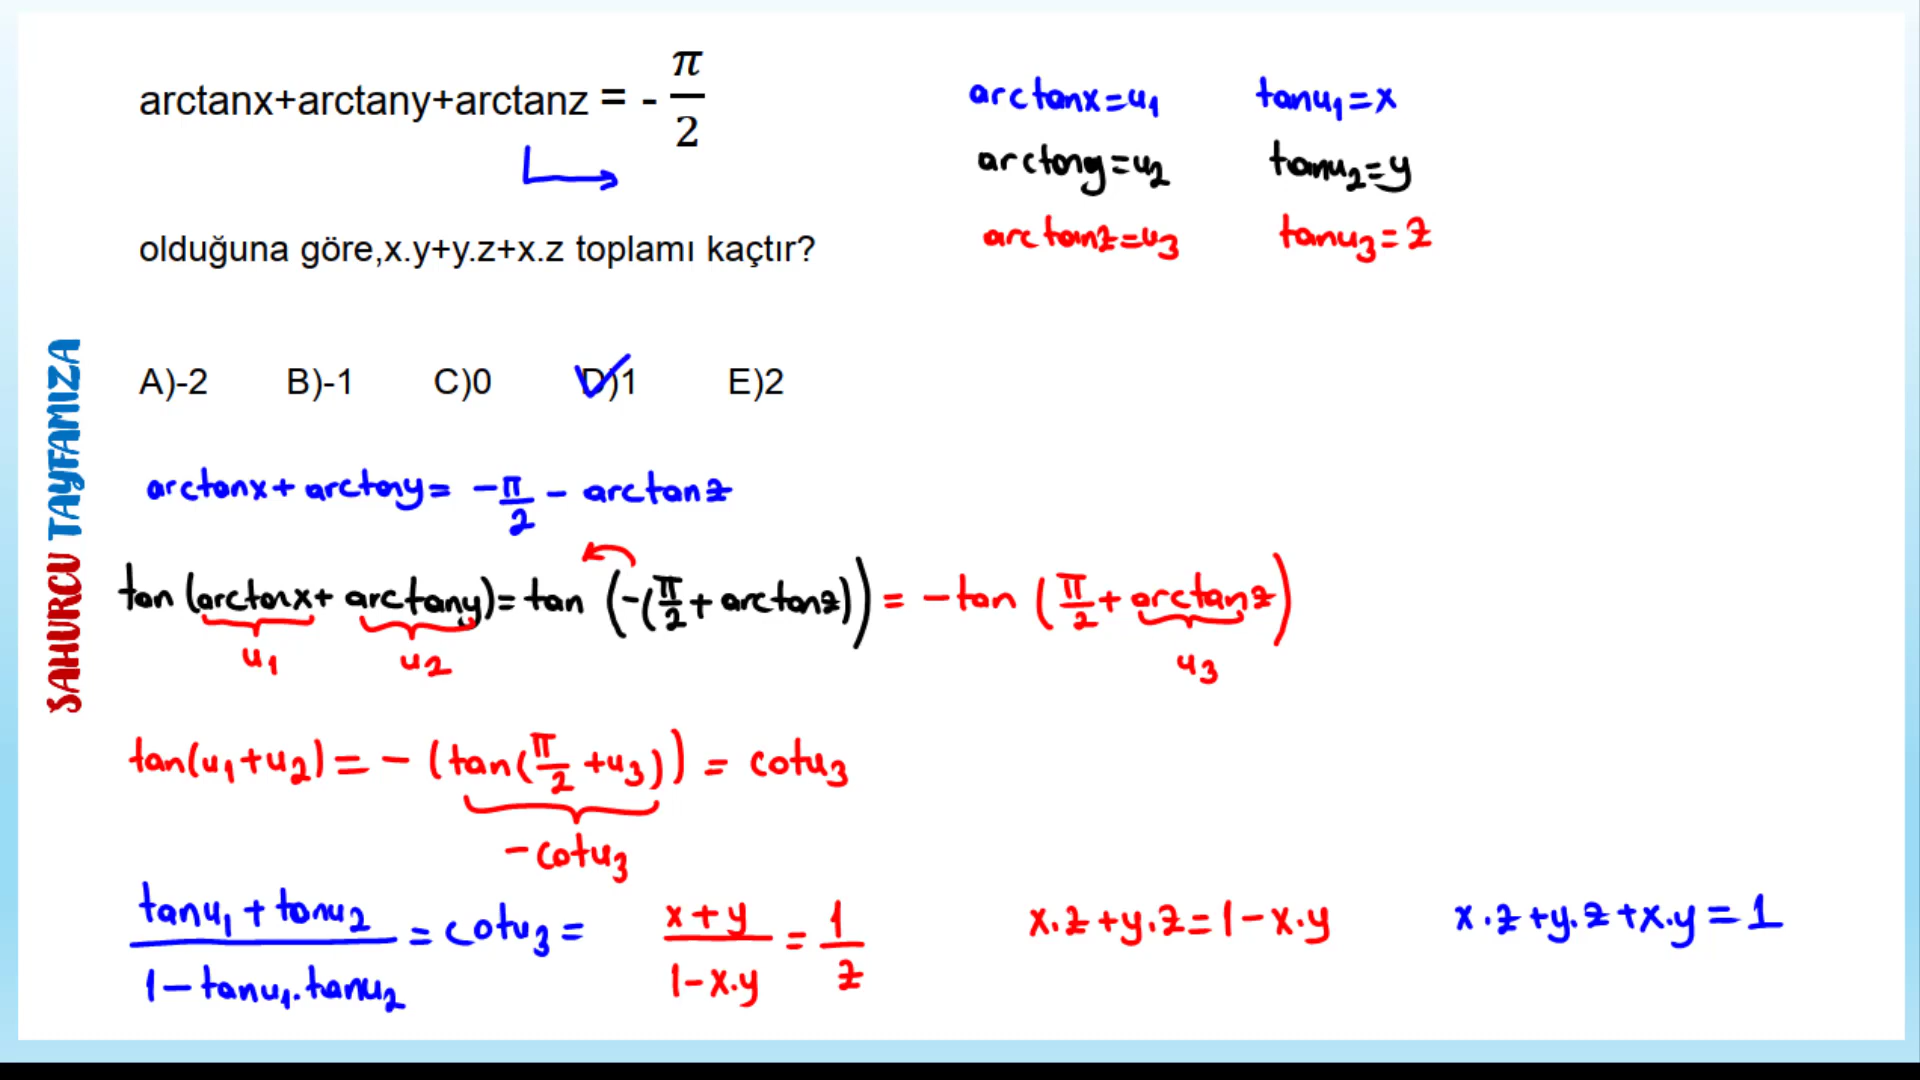 arctanx+arctany+arctanz = - π/2
arctanx=u₁ tanu₁=x
arctany=u₂ tanu₂=y
arctanz=u₃ tanu₃=z
olduğuna göre,x.y+y.z+x.z toplamı kaçtır?
A)-2 B)-1 C)0 D)1 E)2
SAHURCU TAYFAMIZA
arctanx+arctany= -π/2 - arctanz
tan(arctanx+arctany)=tan(-(π/2+arctanz))= -tan(π/2+arctanz)
u₁ u₂ u₃
tan(u₁+u₂)= -(tan(π/2+u₃))= cotu₃
-cotu₃
(tanu₁+tanu₂)/(1-tanu₁.tanu₂)=cotu₃= (x+y)/(1-x.y)=1/z x.z+y.z=1-x.y x.z+y.z+x.y=1